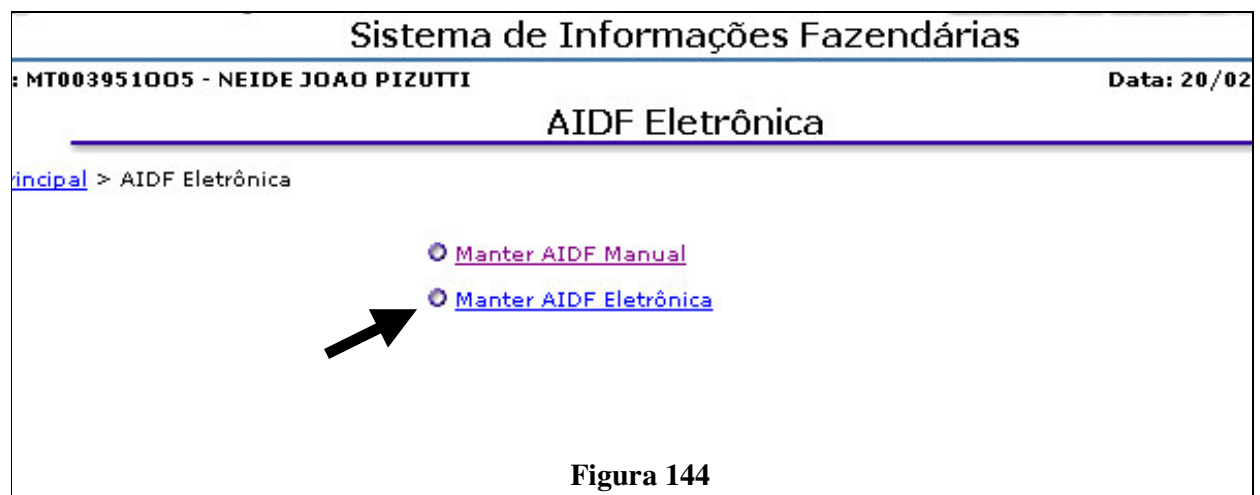 Sistema de Informações Fazendárias
: MT003951OO5 - NEIDE JOAO PIZUTTI Data: 20/02
AIDF Eletrônica
rincipal > AIDF Eletrônica
Manter AIDF Manual
Manter AIDF Eletrônica
Figura 144